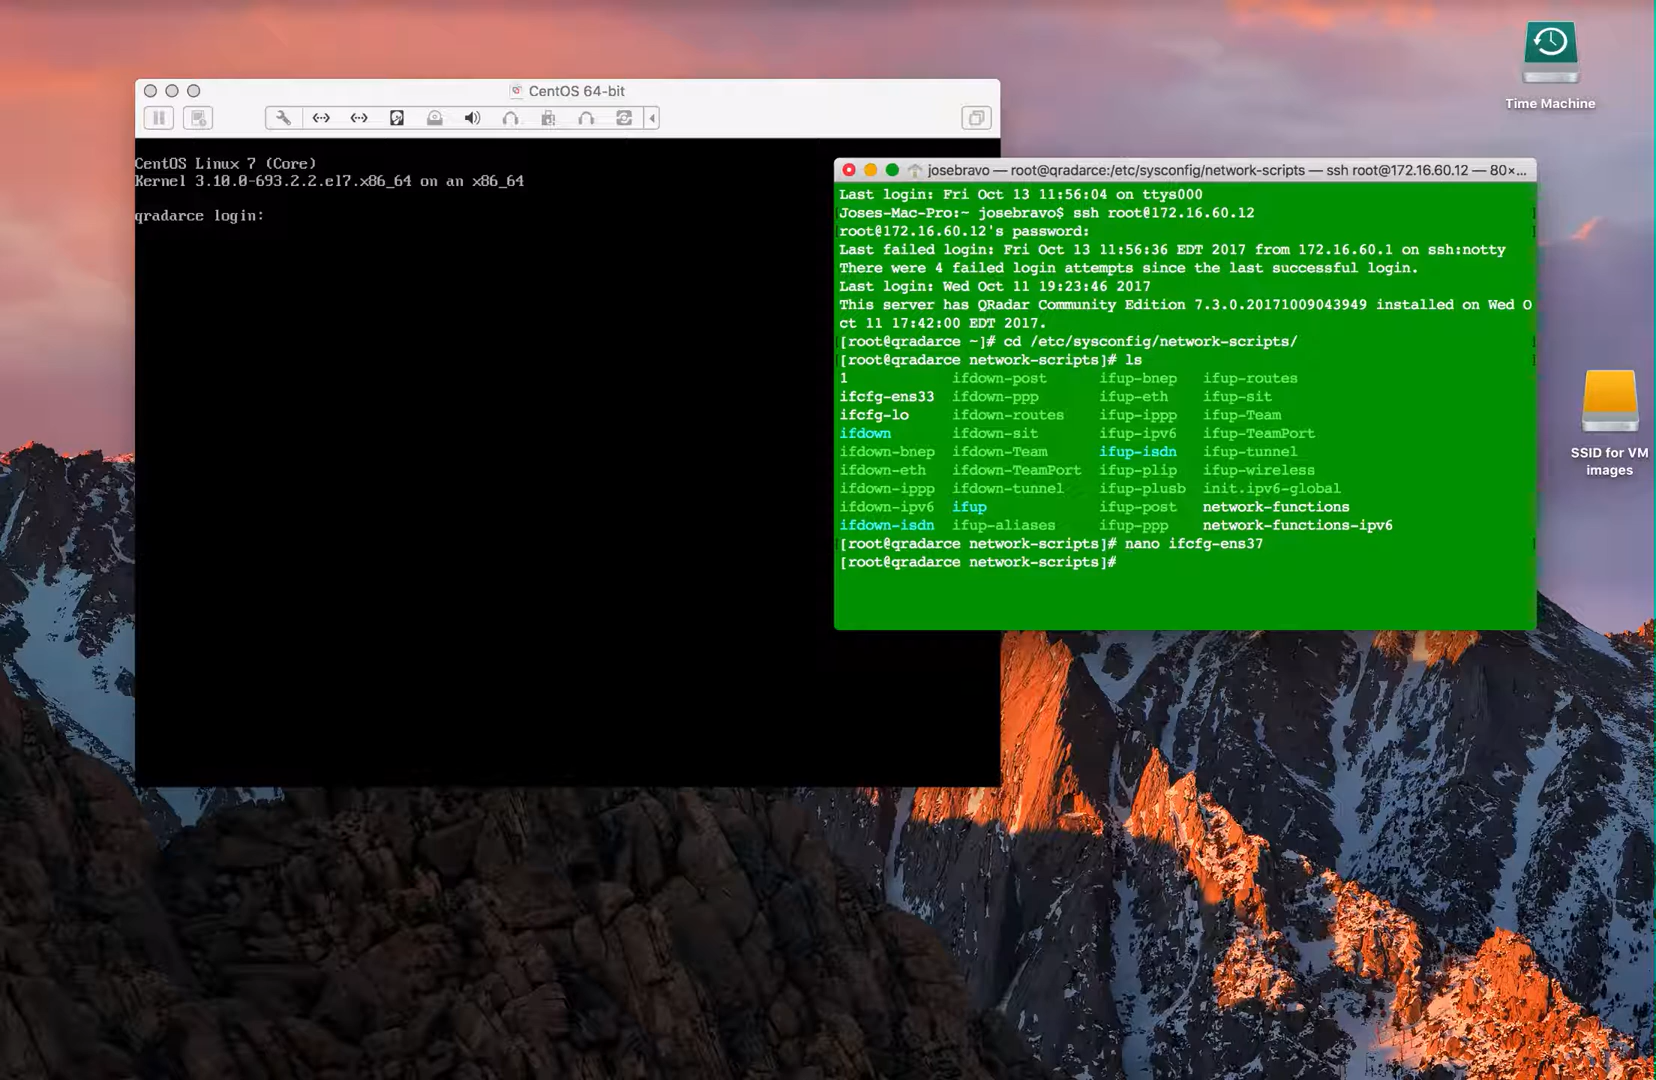 Time Machine
CentOS 64-bit
CentOS Linux 7 (Core)
Kernel 3.10.0-693.2.2.el7.x86_64 on an x86_64
qradarce login:
josebravo — root@qradarce:/etc/sysconfig/network-scripts — ssh root@172.16.60.12 — 80×...
Last login: Fri Oct 13 11:56:04 on ttys000
[Joses-Mac-Pro:~ josebravo$ ssh root@172.16.60.12 ]
[root@172.16.60.12's password:
Last failed login: Fri Oct 13 11:56:36 EDT 2017 from 172.16.60.1 on ssh:notty
There were 4 failed login attempts since the last successful login.
Last login: Wed Oct 11 19:23:46 2017
This server has QRadar Community Edition 7.3.0.20171009043949 installed on Wed O
ct 11 17:42:00 EDT 2017.
[[root@qradarce ~]# cd /etc/sysconfig/network-scripts/ ]
[[root@qradarce network-scripts]# ls ]
1 ifdown-post ifup-bnep ifup-routes
ifcfg-ens33 ifdown-ppp ifup-eth ifup-sit
ifcfg-lo ifdown-routes ifup-ippp ifup-Team
ifdown ifdown-sit ifup-ipv6 ifup-TeamPort
ifdown-bnep ifdown-Team ifup-isdn ifup-tunnel
ifdown-eth ifdown-TeamPort ifup-plip ifup-wireless
ifdown-ippp ifdown-tunnel ifup-plusb init.ipv6-global
ifdown-ipv6 ifup ifup-post network-functions
ifdown-isdn ifup-aliases ifup-ppp network-functions-ipv6
[[root@qradarce network-scripts]# nano ifcfg-ens37 ]
[root@qradarce network-scripts]#
SSID for VM
images